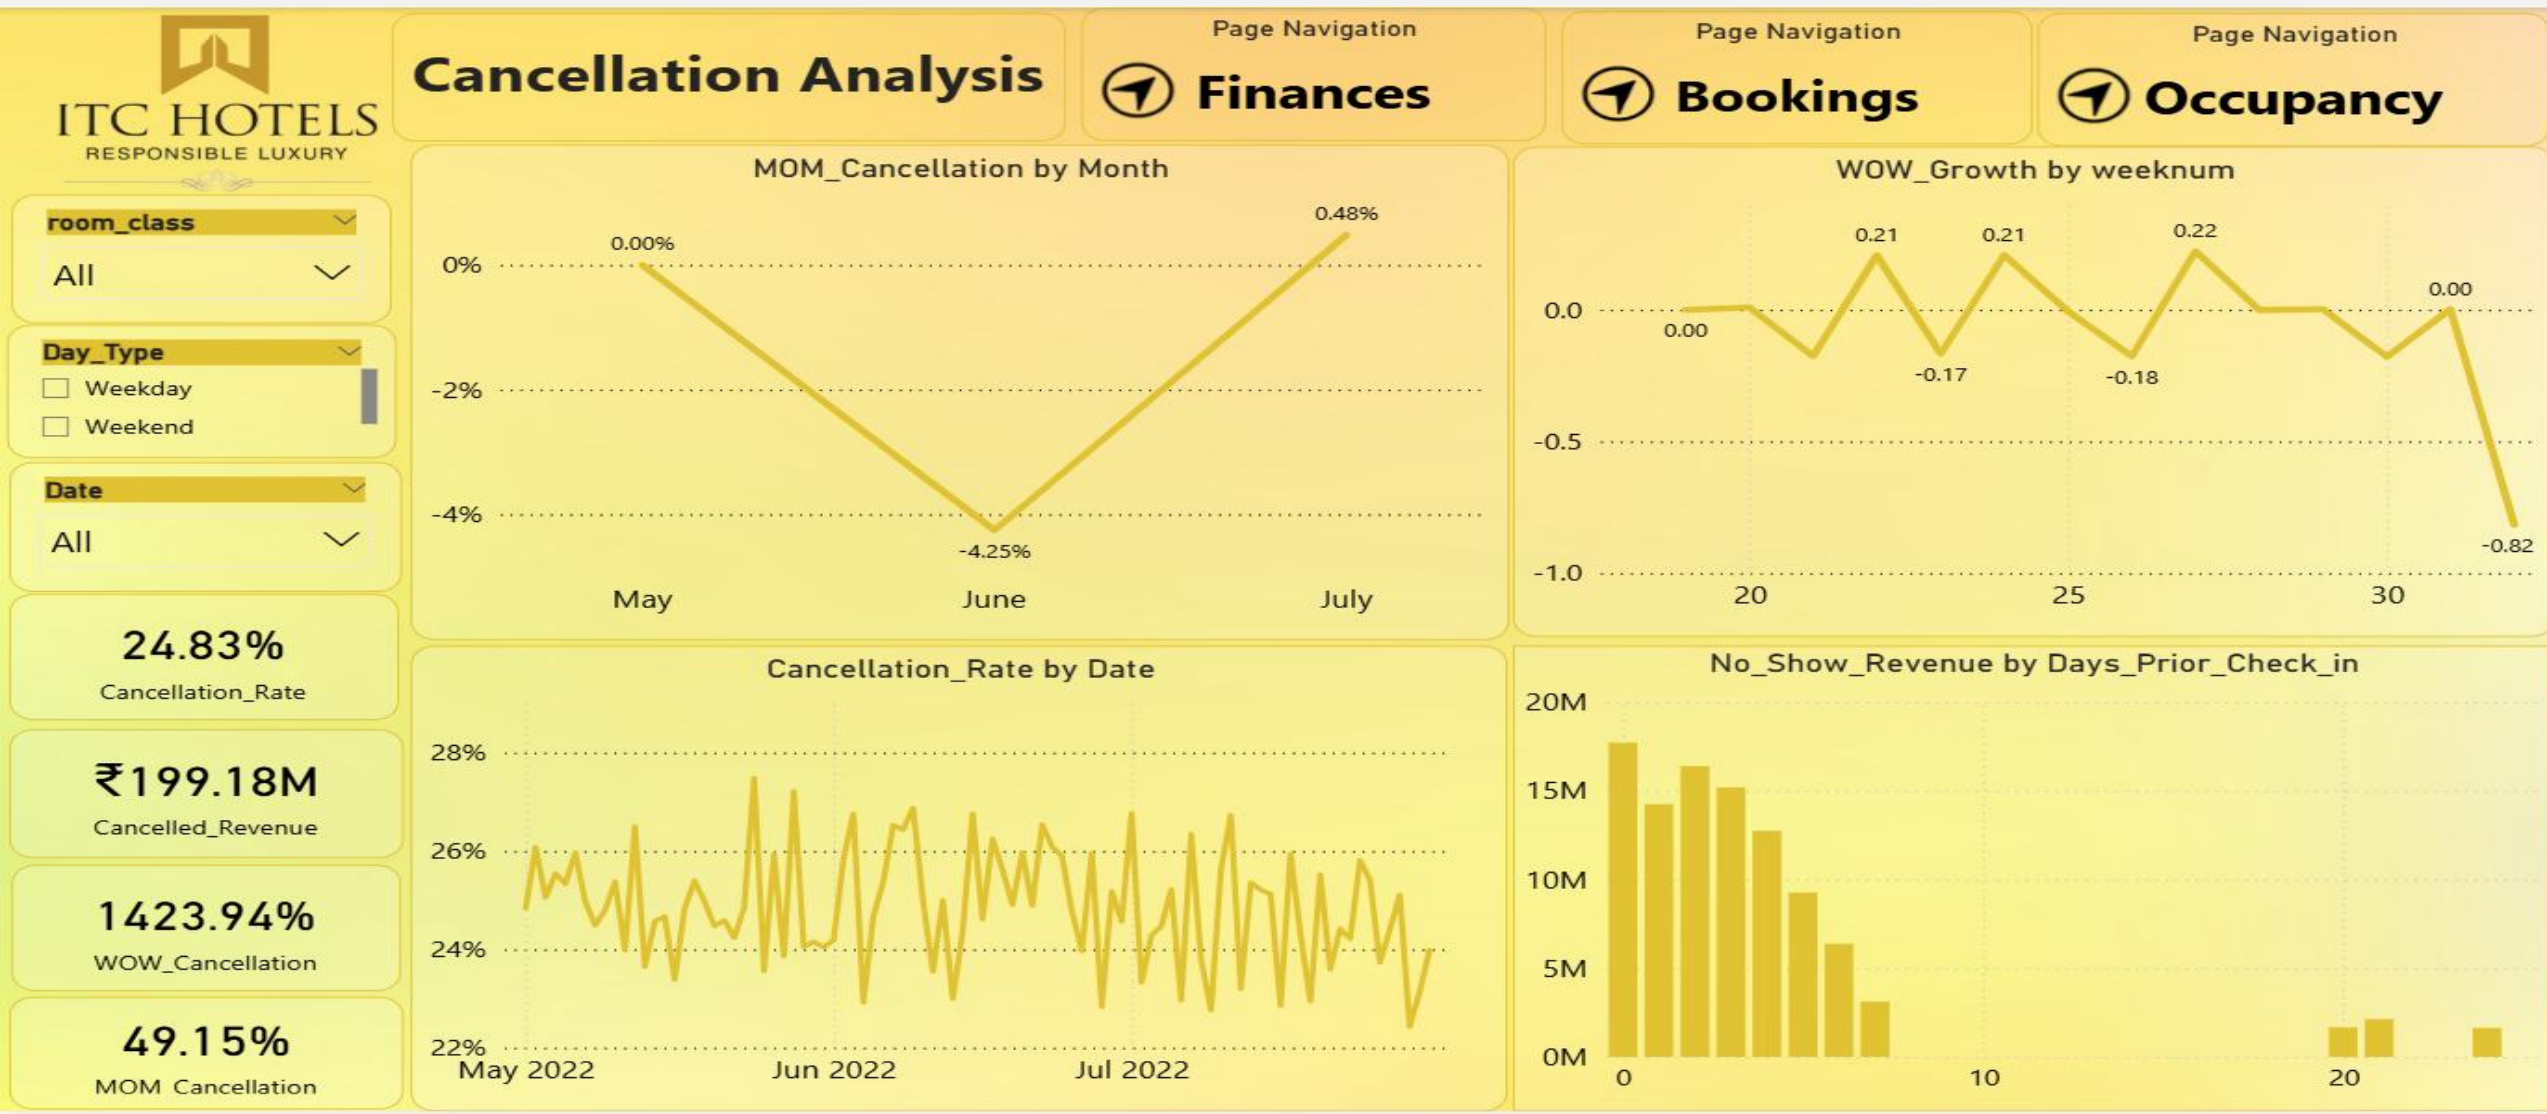 ITC HOTELS
RESPONSIBLE LUXURY
Cancellation Analysis
Page Navigation
Finances
Page Navigation
Bookings
Page Navigation
Occupancy
room_class
All
Day_Type
Weekday
Weekend
Date
All
24.83%
Cancellation_Rate
₹199.18M
Cancelled_Revenue
1423.94%
WOW_Cancellation
49.15%
MOM Cancellation
MOM_Cancellation by Month
0.48%
0.00%
0%
-2%
-4%
-4.25%
May June July
WOW_Growth by weeknum
0.21 0.21 0.22
0.00
0.0
0.00
-0.17 -0.18
-0.5
-0.82
-1.0
20 25 30
Cancellation_Rate by Date
28%
26%
24%
22%
May 2022 Jun 2022 Jul 2022
No_Show_Revenue by Days_Prior_Check_in
20M
15M
10M
5M
0M
0 10 20